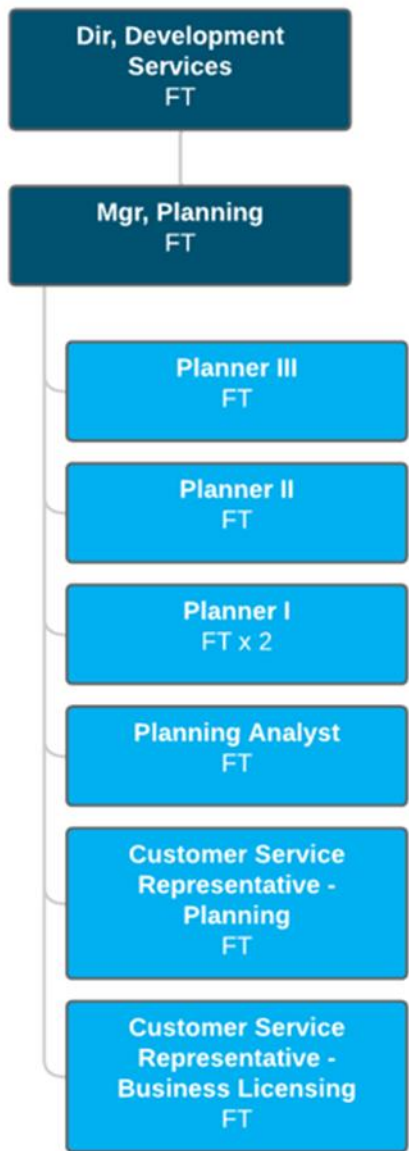 Dir, Development
Services
FT
Mgr, Planning
FT
Planner III
FT
Planner II
FT
Planner I
FT x 2
Planning Analyst
FT
Customer Service
Representative -
Planning
FT
Customer Service
Representative -
Business Licensing
FT